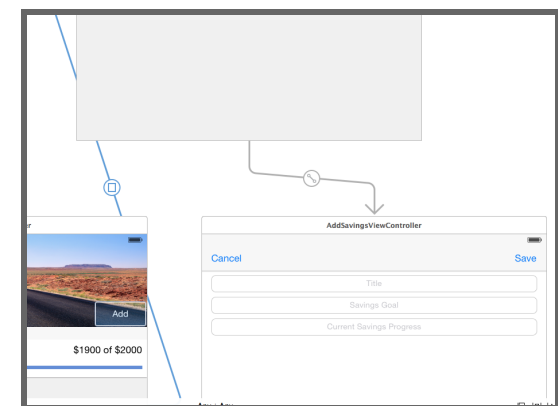 r
AddSavingsViewController
Cancel
Save
Title
Savings Goal
Current Savings Progress
Add
$1900 of $2000